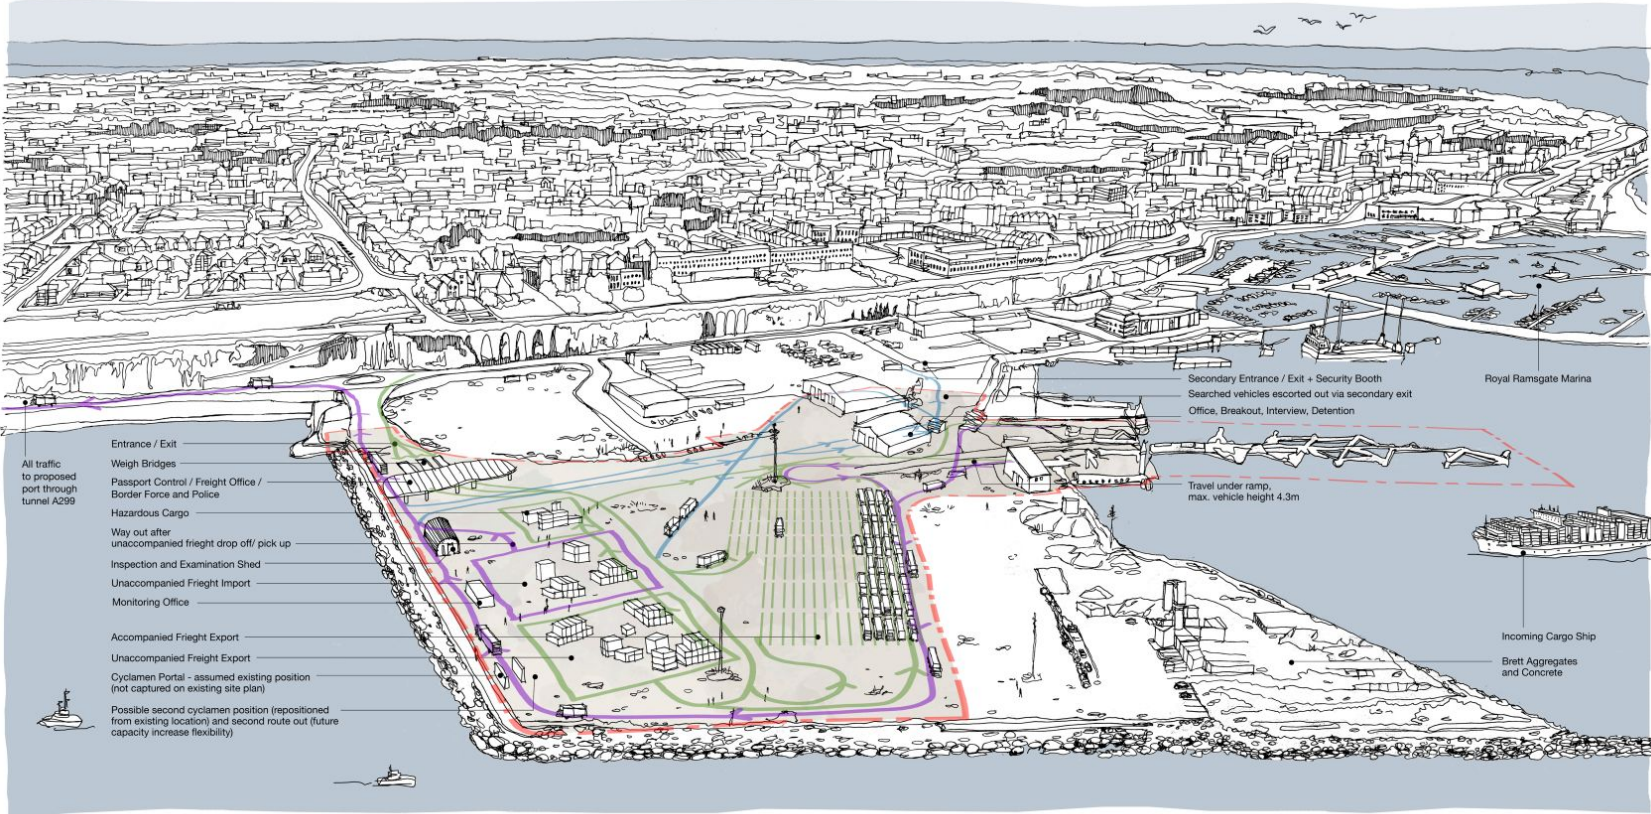 Entrance / Exit
Weigh Bridges
Passport Control / Freight Office /
Border Force and Police
Hazardous Cargo
Way out after
unaccompanied frieght drop off/ pick up
Inspection and Examination Shed
Unaccompanied Frieght Import
Monitoring Office
Accompanied Frieght Export
Unaccompanied Freight Export
Cyclamen Portal - assumed existing position
(not captured on existing site plan)
Possible second cyclamen position (repositioned
from existing location) and second route out (future
capacity increase flexibility)
All traffic
to proposed
port through
tunnel A299
Secondary Entrance / Exit + Security Booth
Searched vehicles escorted out via secondary exit
Office, Breakout, Interview, Detention
Travel under ramp,
max. vehicle height 4.3m
Royal Ramsgate Marina
Incoming Cargo Ship
Brett Aggregates
and Concrete